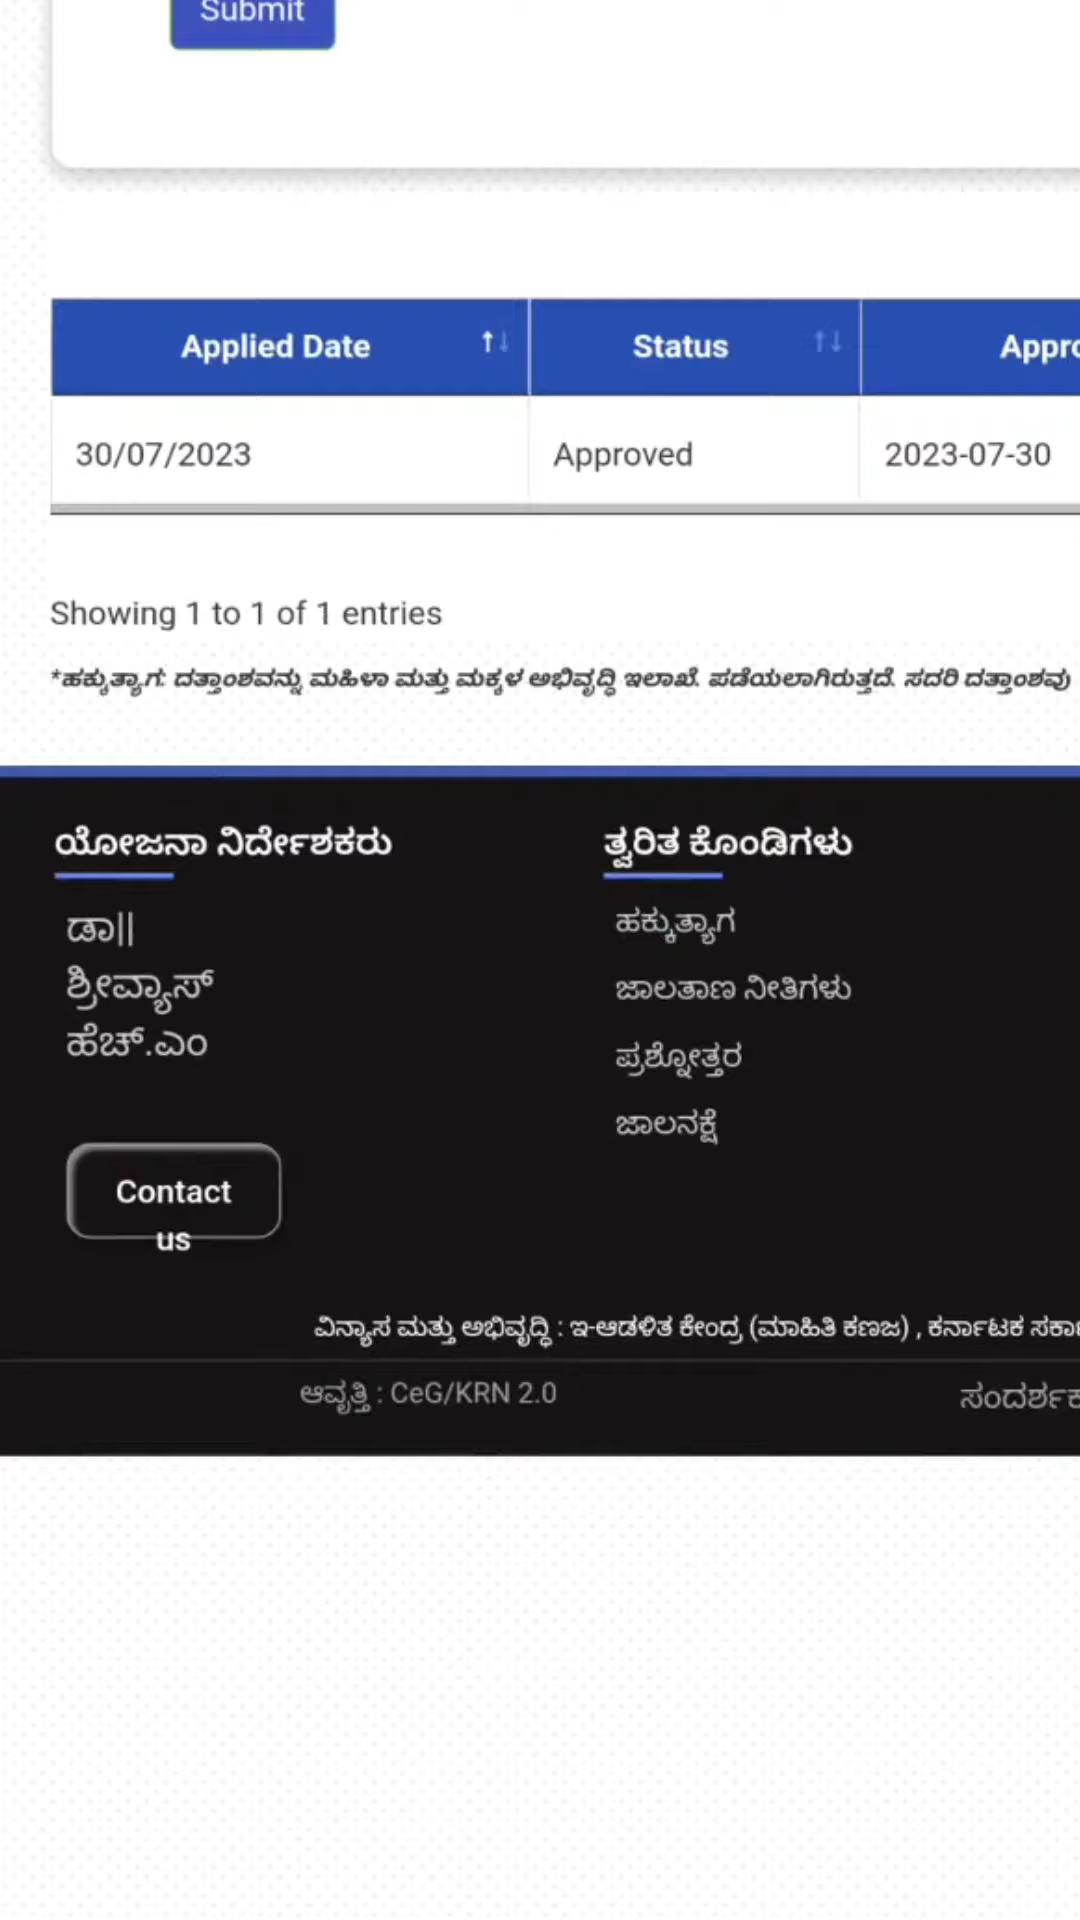 Submit
Applied Date Status
30/07/2023 Approved 2023-07-30
Showing 1 to 1 of 1 entries
*ಹಕ್ಕುತ್ಯಾಗ: ದತ್ತಾಂಶವನ್ನು ಮಹಿಳಾ ಮತ್ತು ಮಕ್ಕಳ ಅಭಿವೃದ್ಧಿ ಇಲಾಖೆ. ಪಡೆಯಲಾಗಿರುತ್ತದೆ. ಸದರಿ ದತ್ತಾಂಶವು
ಯೋಜನಾ ನಿರ್ದೇಶಕರು
ಡಾ||
ಶ್ರೀವ್ಯಾಸ್
ಹೆಚ್.ಎಂ
Contact
us
ತ್ವರಿತ ಕೊಂಡಿಗಳು
ಹಕ್ಕುತ್ಯಾಗ
ಜಾಲತಾಣ ನೀತಿಗಳು
ಪ್ರಶ್ನೋತ್ತರ
ಜಾಲನಕ್ಷೆ
ವಿನ್ಯಾಸ ಮತ್ತು ಅಭಿವೃದ್ಧಿ : ಇ-ಆಡಳಿತ ಕೇಂದ್ರ (ಮಾಹಿತಿ ಕಣಜ) , ಕರ್ನಾಟಕ
ಆವೃತ್ತಿ : CeG/KRN 2.0